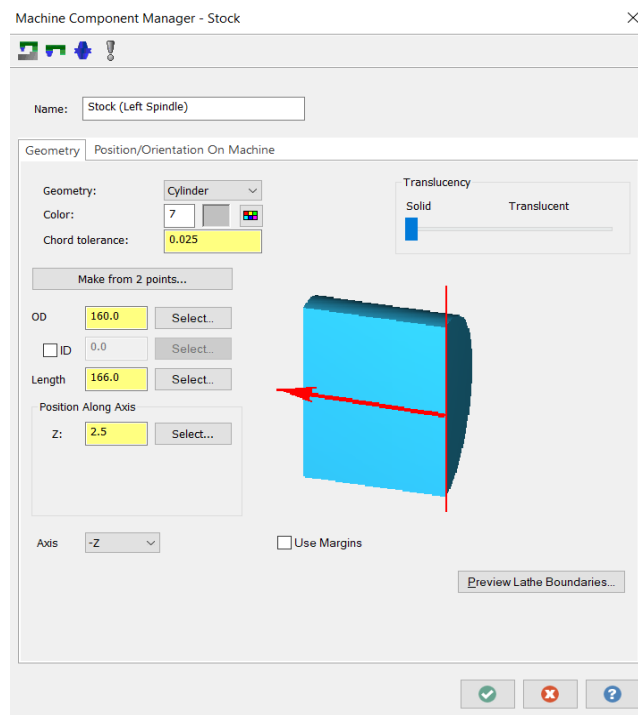 Machine Component Manager - Stock
Name: Stock (Left Spindle)
Geometry Position/Orientation On Machine
Geometry: Cylinder
Color: 7
Chord tolerance: 0.025
Translucency
Solid Translucent
Make from 2 points...
OD 160.0 Select...
ID 0.0 Select...
Length 166.0 Select...
Position Along Axis
Z: 2.5 Select...
Axis -Z
Use Margins
Preview Lathe Boundaries...